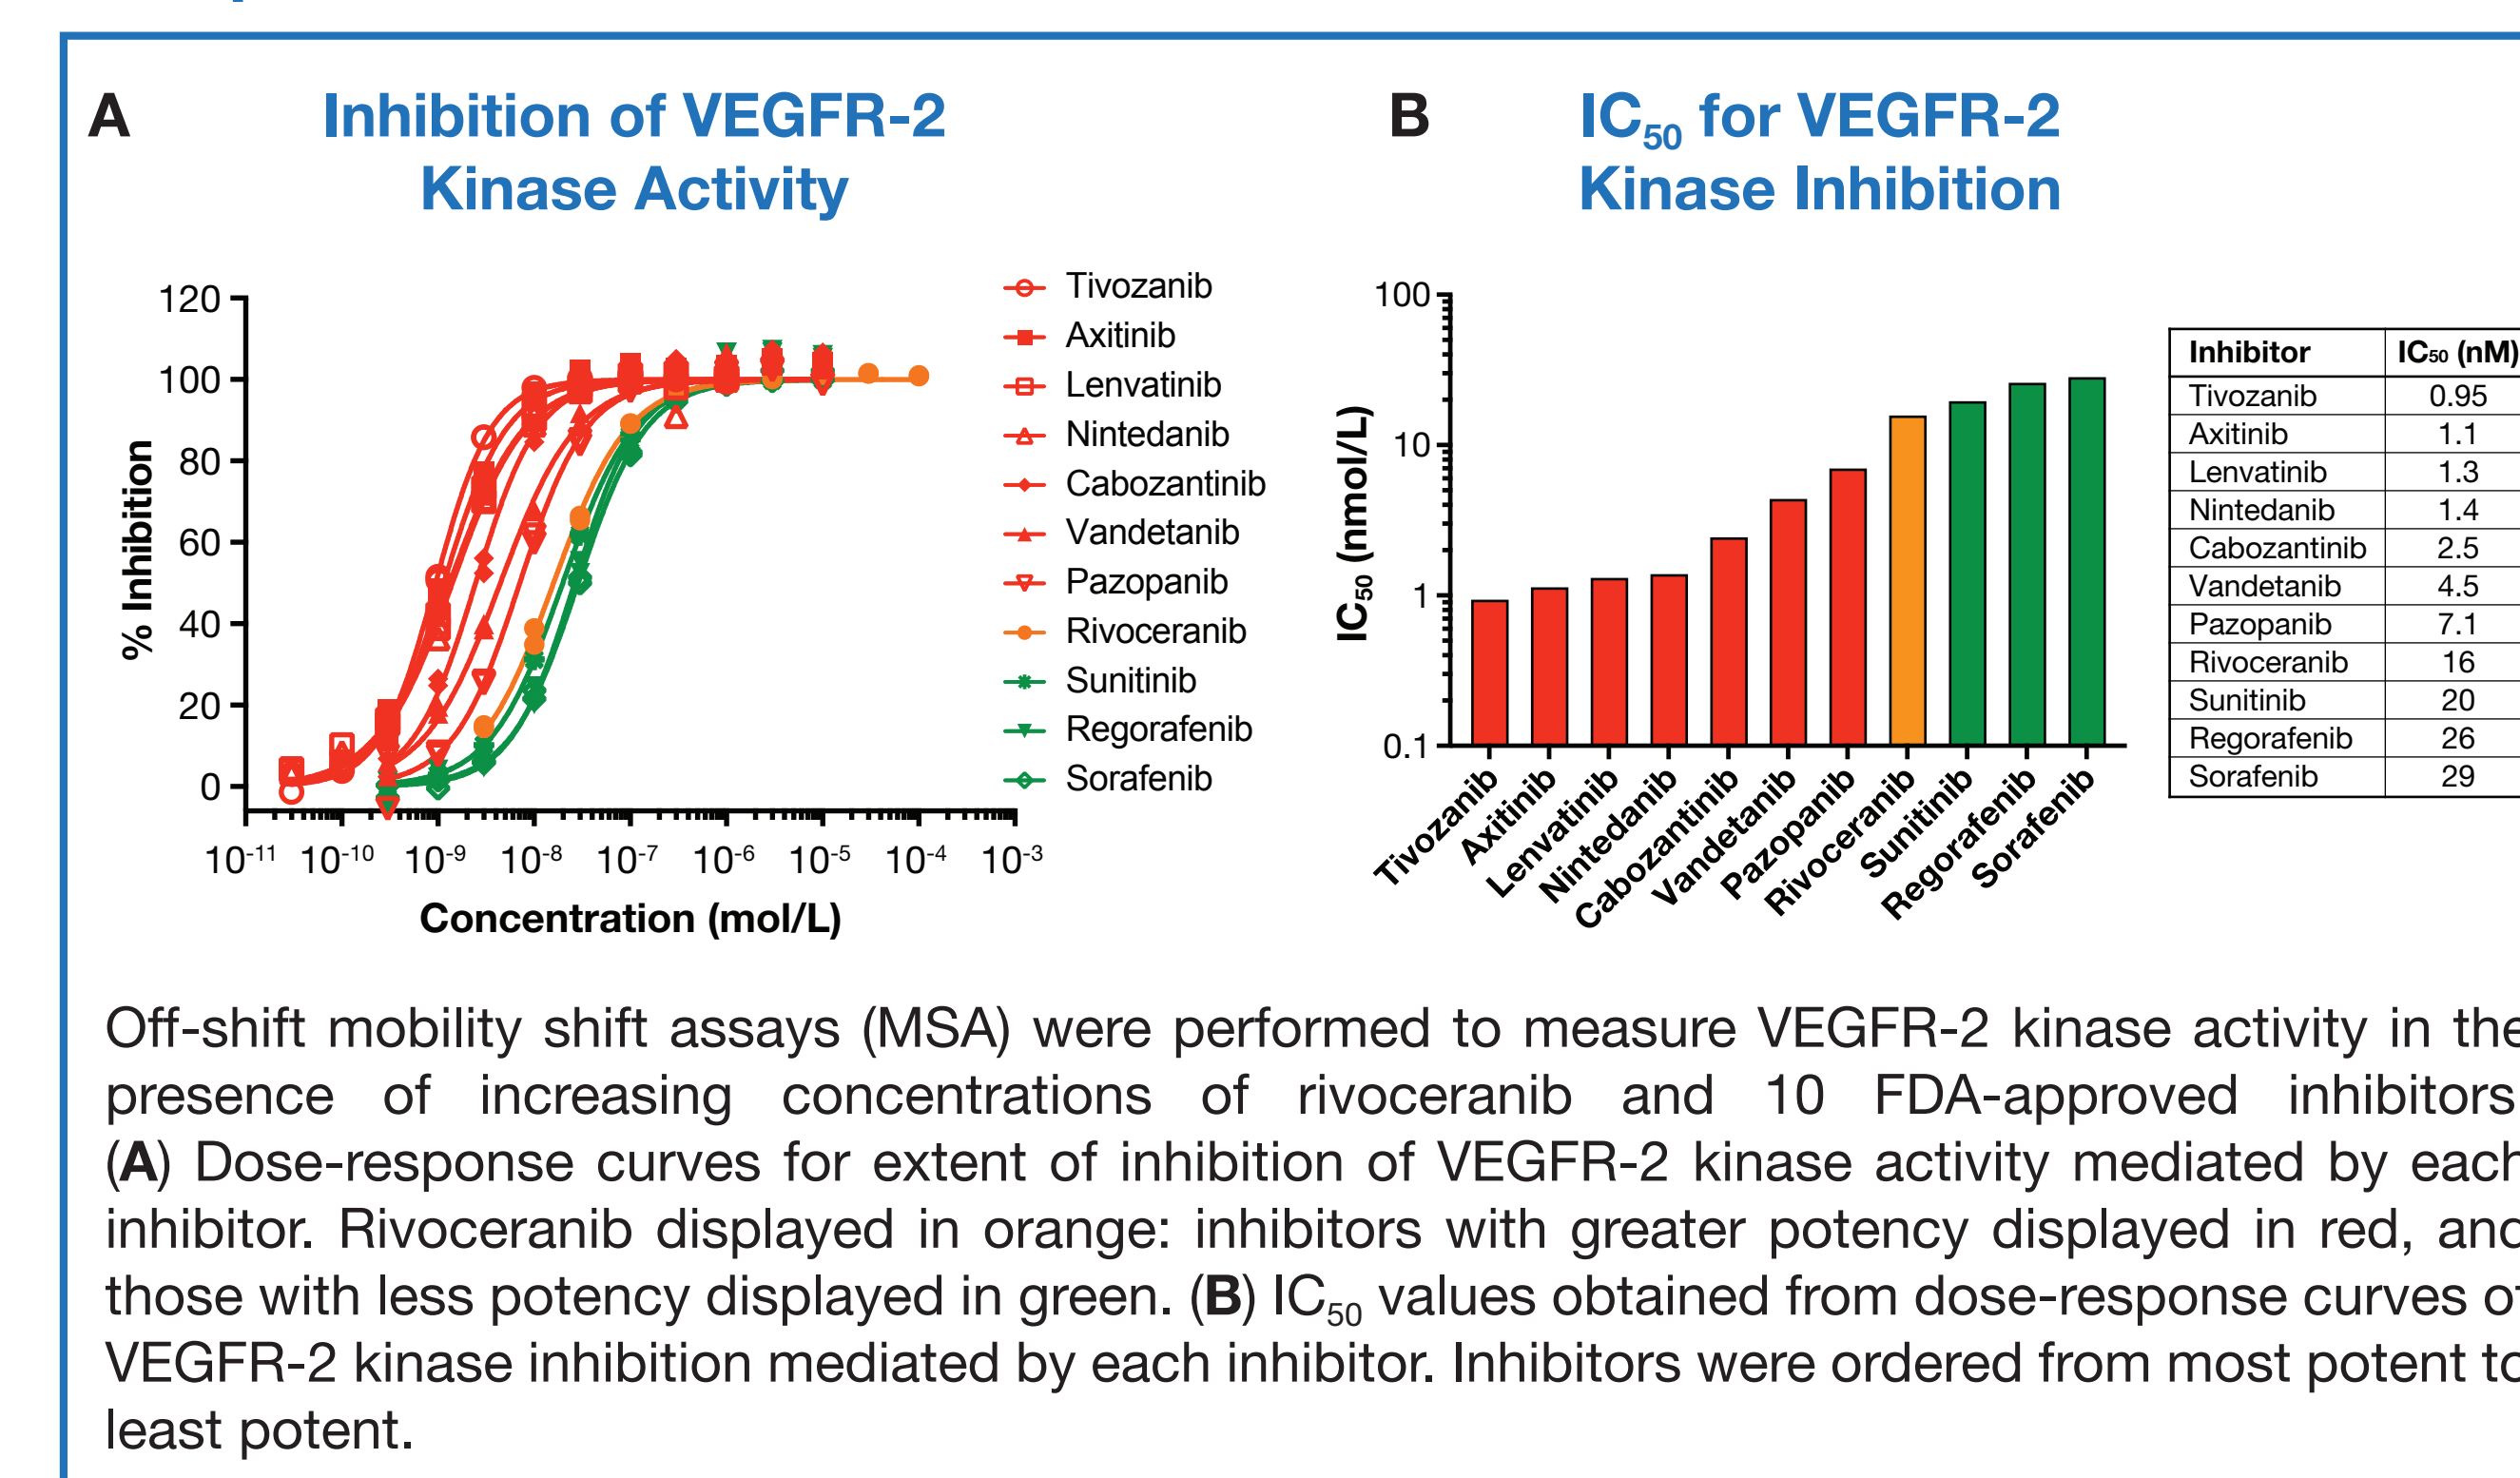 A
Inhibition of VEGFR-2
Kinase Activity
120
100
80
60
40
20
0
% Inhibition
10-11 10-10 10-9 10-8 10-7 10-6 10-5 10-4 10-3
Concentration (mol/L)
Tivozanib
Axitinib
Lenvatinib
Nintedanib
Cabozantinib
Vandetanib
Pazopanib
Rivoceranib
Sunitinib
Regorafenib
Sorafenib
B
IC50 for VEGFR-2
Kinase Inhibition
100
10
1
0.1
IC50 (nmol/L)
Tivozanib
Axitinib
Lenvatinib
Nintedanib
Cabozantinib
Vandetanib
Pazopanib
Rivoceranib
Sunitinib
Regorafenib
Sorafenib
Inhibitor IC50 (nM)
Tivozanib 0.95
Axitinib 1.1
Lenvatinib 1.3
Nintedanib 1.4
Cabozantinib 2.5
Vandetanib 4.5
Pazopanib 7.1
Rivoceranib 16
Sunitinib 20
Regorafenib 26
Sorafenib 29
Off-shift mobility shift assays (MSA) were performed to measure VEGFR-2 kinase activity in the
presence of increasing concentrations of rivoceranib and 10 FDA-approved inhibitors
(A) Dose-response curves for extent of inhibition of VEGFR-2 kinase activity mediated by each
inhibitor. Rivoceranib displayed in orange: inhibitors with greater potency displayed in red, and
those with less potency displayed in green. (B) IC50 values obtained from dose-response curves of
VEGFR-2 kinase inhibition mediated by each inhibitor. Inhibitors were ordered from most potent to
least potent.